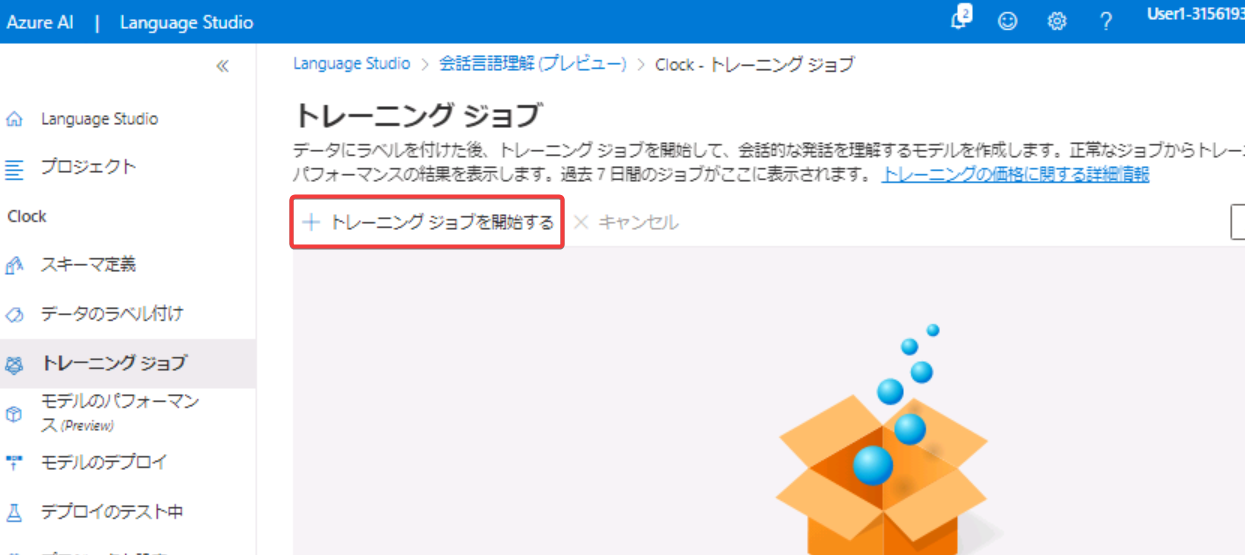 Azure AI | Language Studio
2
User1-3156193
Language Studio > 会話言語理解 (プレビュー) > Clock - トレーニング ジョブ
Language Studio
プロジェクト
Clock
スキーマ定義
データのラベル付け
トレーニング ジョブ
モデルのパフォーマン
ス (Preview)
モデルのデプロイ
デプロイのテスト中
トレーニング ジョブ
データにラベルを付けた後、トレーニング ジョブを開始して、会話的な発話を理解するモデルを作成します。正常なジョブからトレー
パフォーマンスの結果を表示します。過去 7 日間のジョブがここに表示されます。 トレーニングの価格に関する詳細情報
+ トレーニング ジョブを開始する × キャンセル